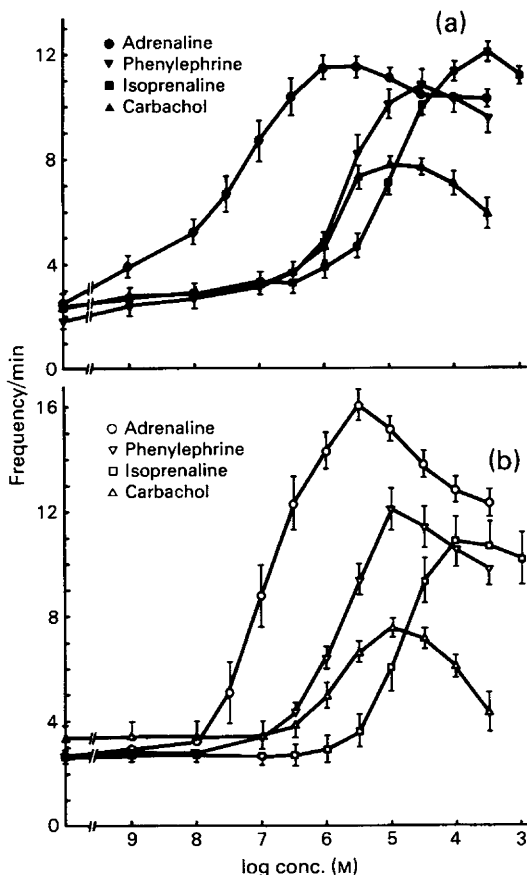 (a)
12
Adrenaline
Phenylephrine
Isoprenaline
Carbachol
8
4
0
Frequency/min
16
(b)
Adrenaline
Phenylephrine
Isoprenaline
Carbachol
12
8
4
0
9 8 7 6 5 4 3
log conc. (M)